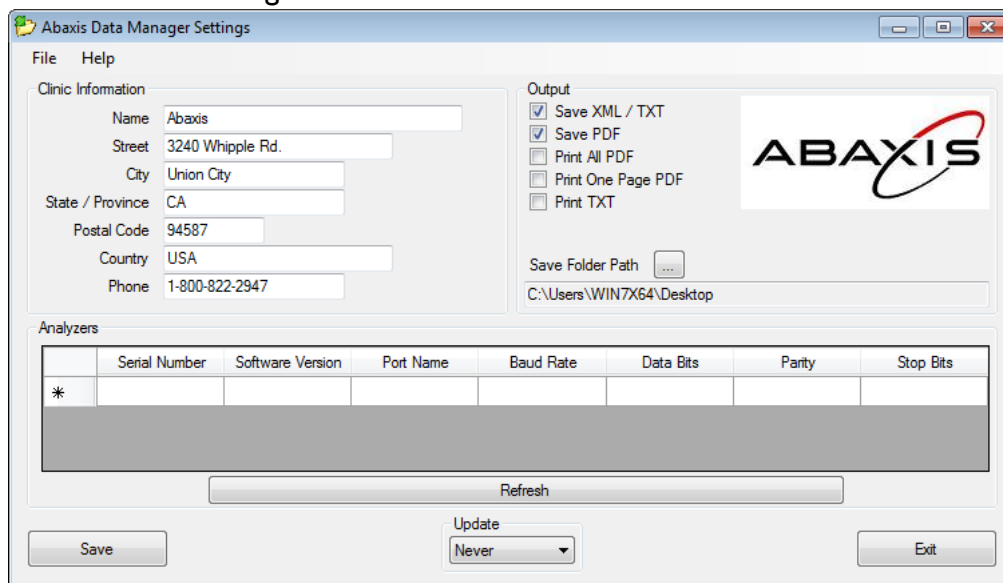 Abaxis Data Manager Settings
File Help
Clinic Information
Name Abaxis
Street 3240 Whipple Rd.
City Union City
State / Province CA
Postal Code 94587
Country USA
Phone 1-800-822-2947
Output
Save XML / TXT
Save PDF
Print All PDF
Print One Page PDF
Print TXT
ABAXIS
Save Folder Path ...
C:\Users\WIN7X64\Desktop
Analyzers
Serial Number Software Version Port Name Baud Rate Data Bits Parity Stop Bits
*
Refresh
Save
Update
Never
Exit